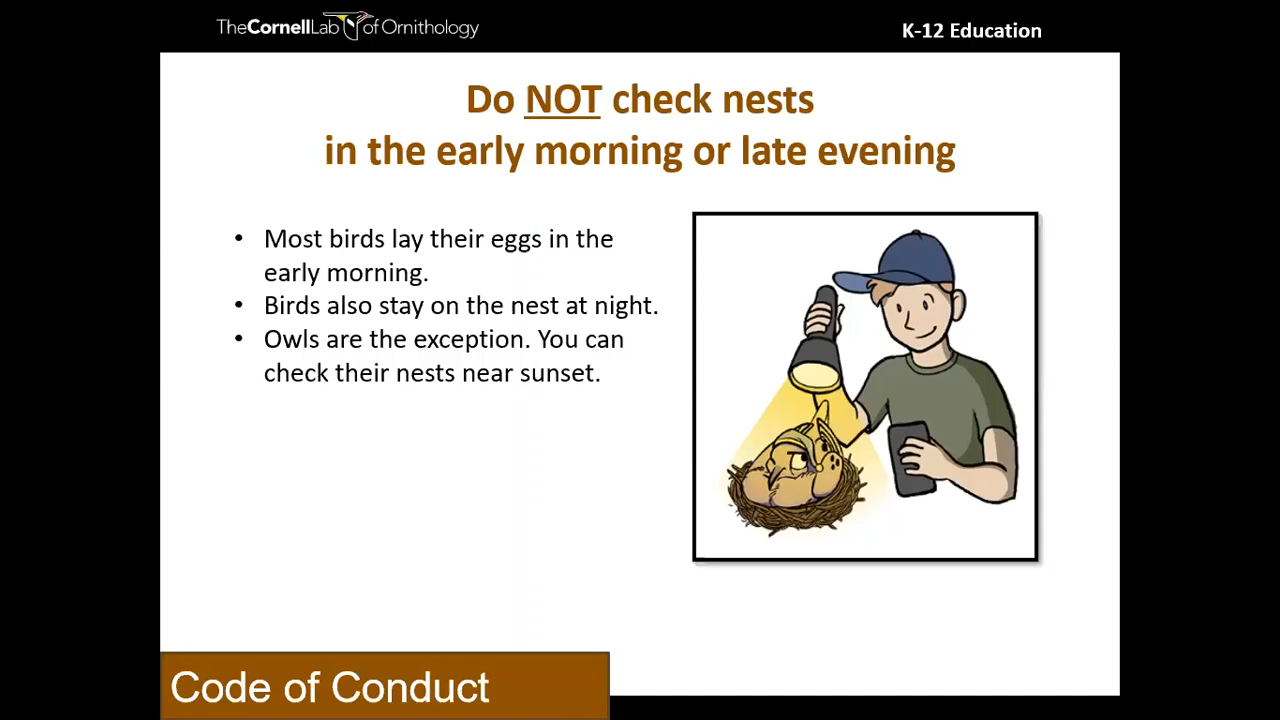 TheCornellLab of Ornithology
K-12 Education
Do NOT check nests
in the early morning or late evening
• Most birds lay their eggs in the
early morning.
• Birds also stay on the nest at night.
• Owls are the exception. You can
check their nests near sunset.
Code of Conduct